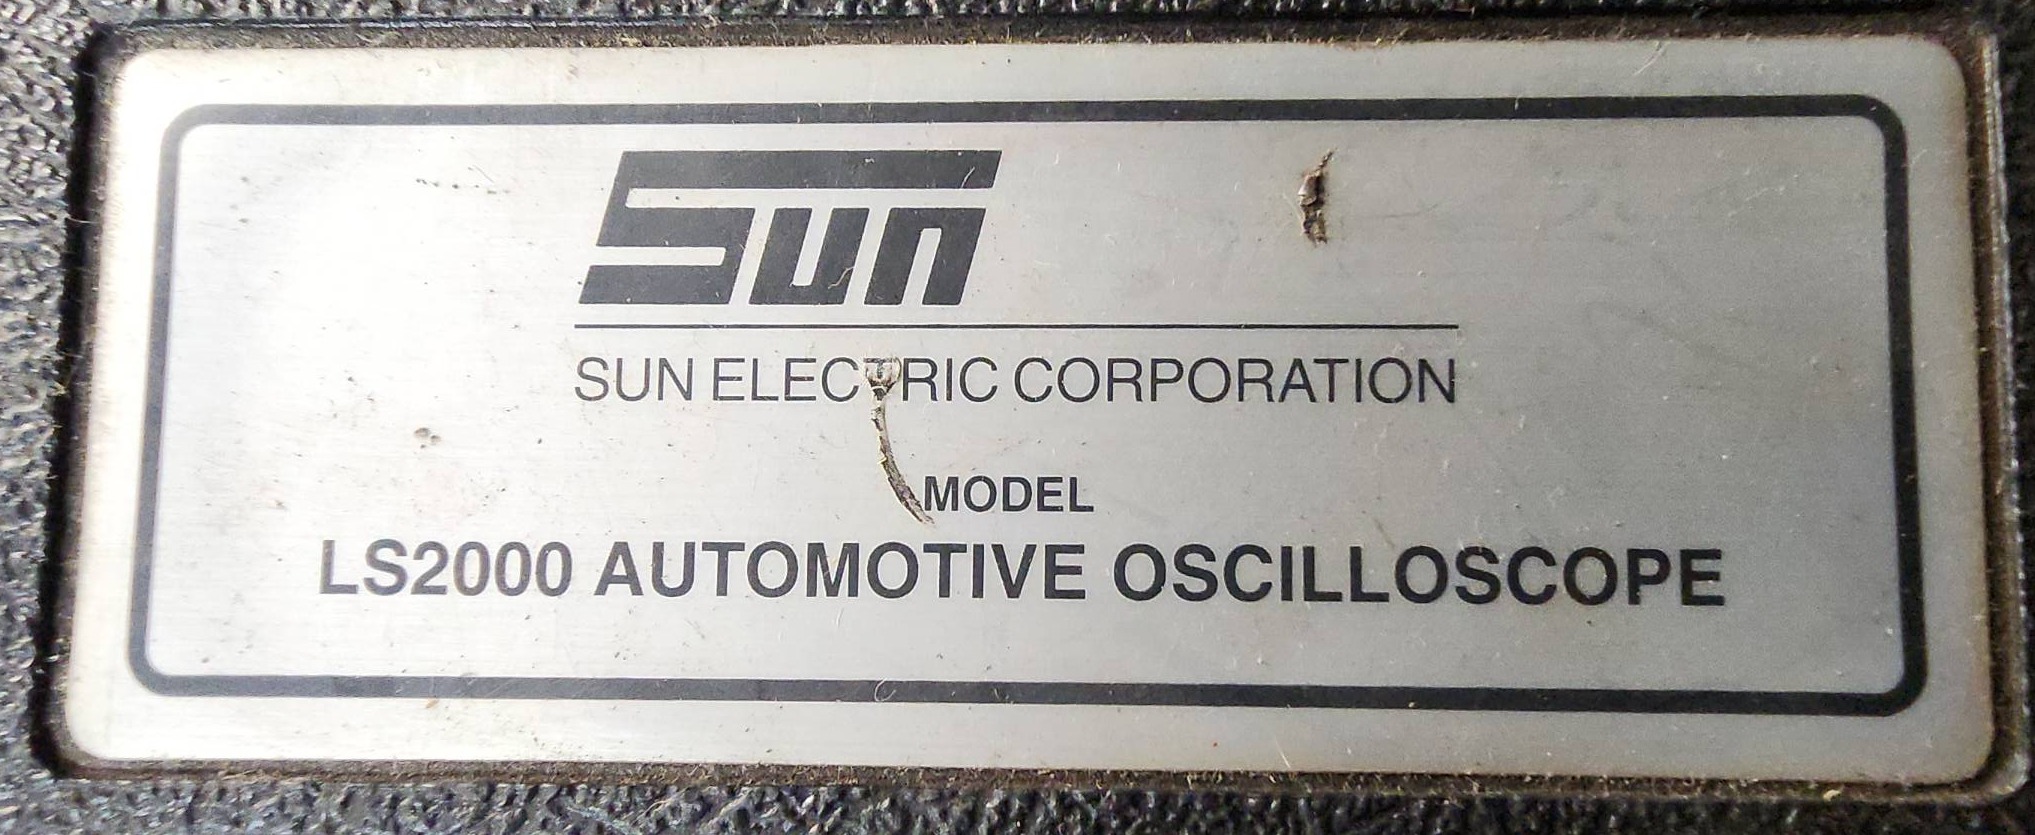 Sun
SUN ELECTRIC CORPORATION
MODEL
LS2000 AUTOMOTIVE OSCILLOSCOPE